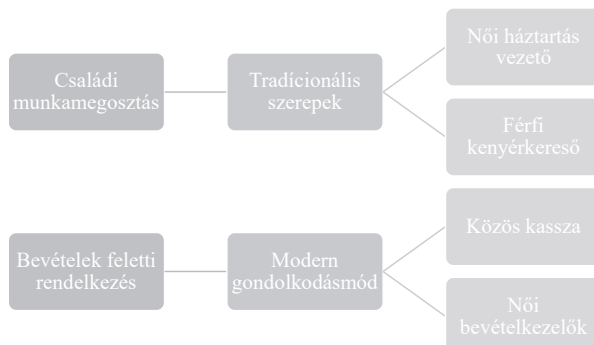 Családi
munkamegosztás
Tradícionális
szerepek
Női háztartás
vezető
Férfi
kenyérkereső
Bevételek feletti
rendelkezés
Modern
gondolkodásmód
Közös kassza
Női
bevételkezelők